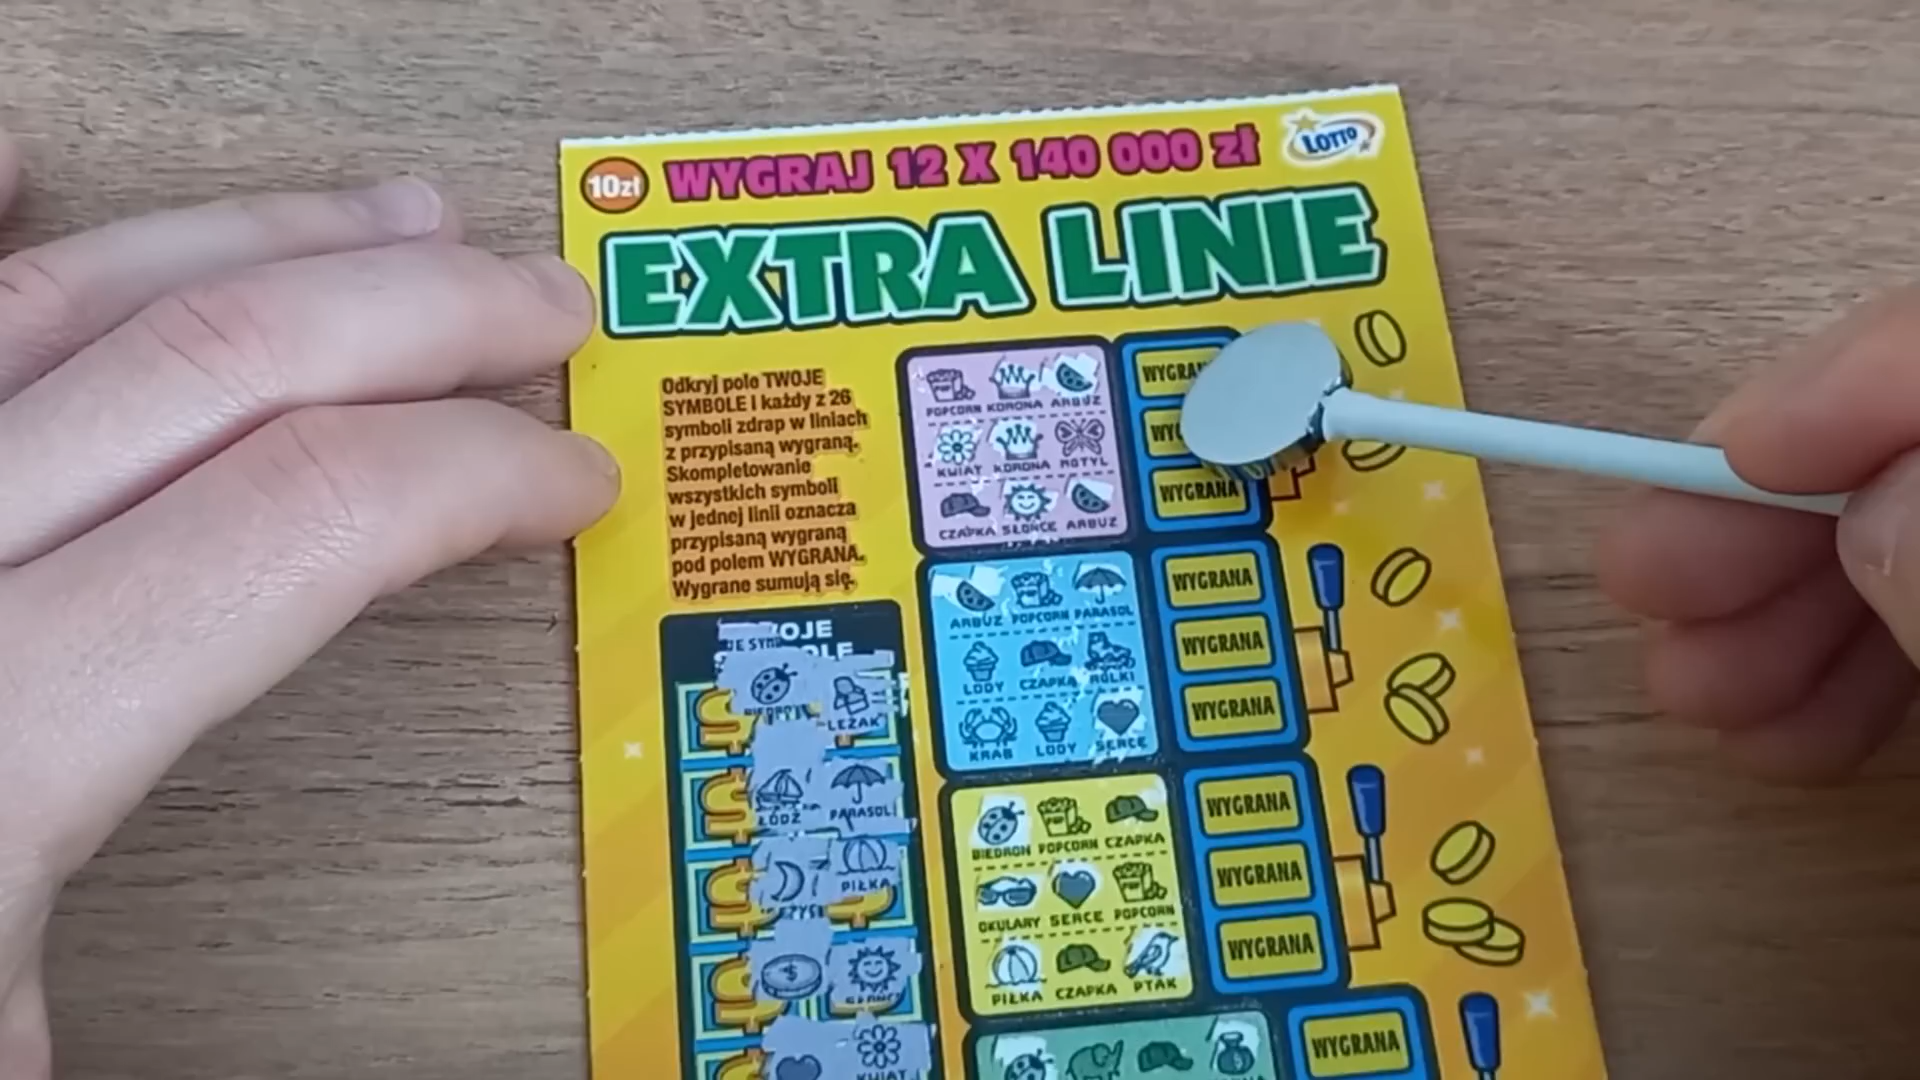 10zł WYGRAJ 12 X 140 000 zł LOTTO
EXTRA LINIE
Odkryj pole TWOJE
SYMBOLE i każdy z 26
symboli zdrap w liniach
z przypisaną wygraną.
Skompletowanie
wszystkich symboli
w jednej linii oznacza
przypisaną wygraną
pod polem WYGRANA.
Wygrane sumują się.
LEŻAK
ŁÓDŹ PARASOL
PIŁKA
KWIAT
POPCORN KORONA ARBUZ
KWIAT KORONA MOTYL
CZAPKA SŁOŃCE ARBUZ
WYGRANA
ARBUZ POPCORN PARASOL
LODY CZAPKA ROLKI
KRAB LODY SERCE
WYGRANA
WYGRANA
WYGRANA
BIEDRON POPCORN CZAPKA
OKULARY SERCE POPCORN
PIŁKA CZAPKA PTAK
WYGRANA
WYGRANA
WYGRANA
WYGRANA